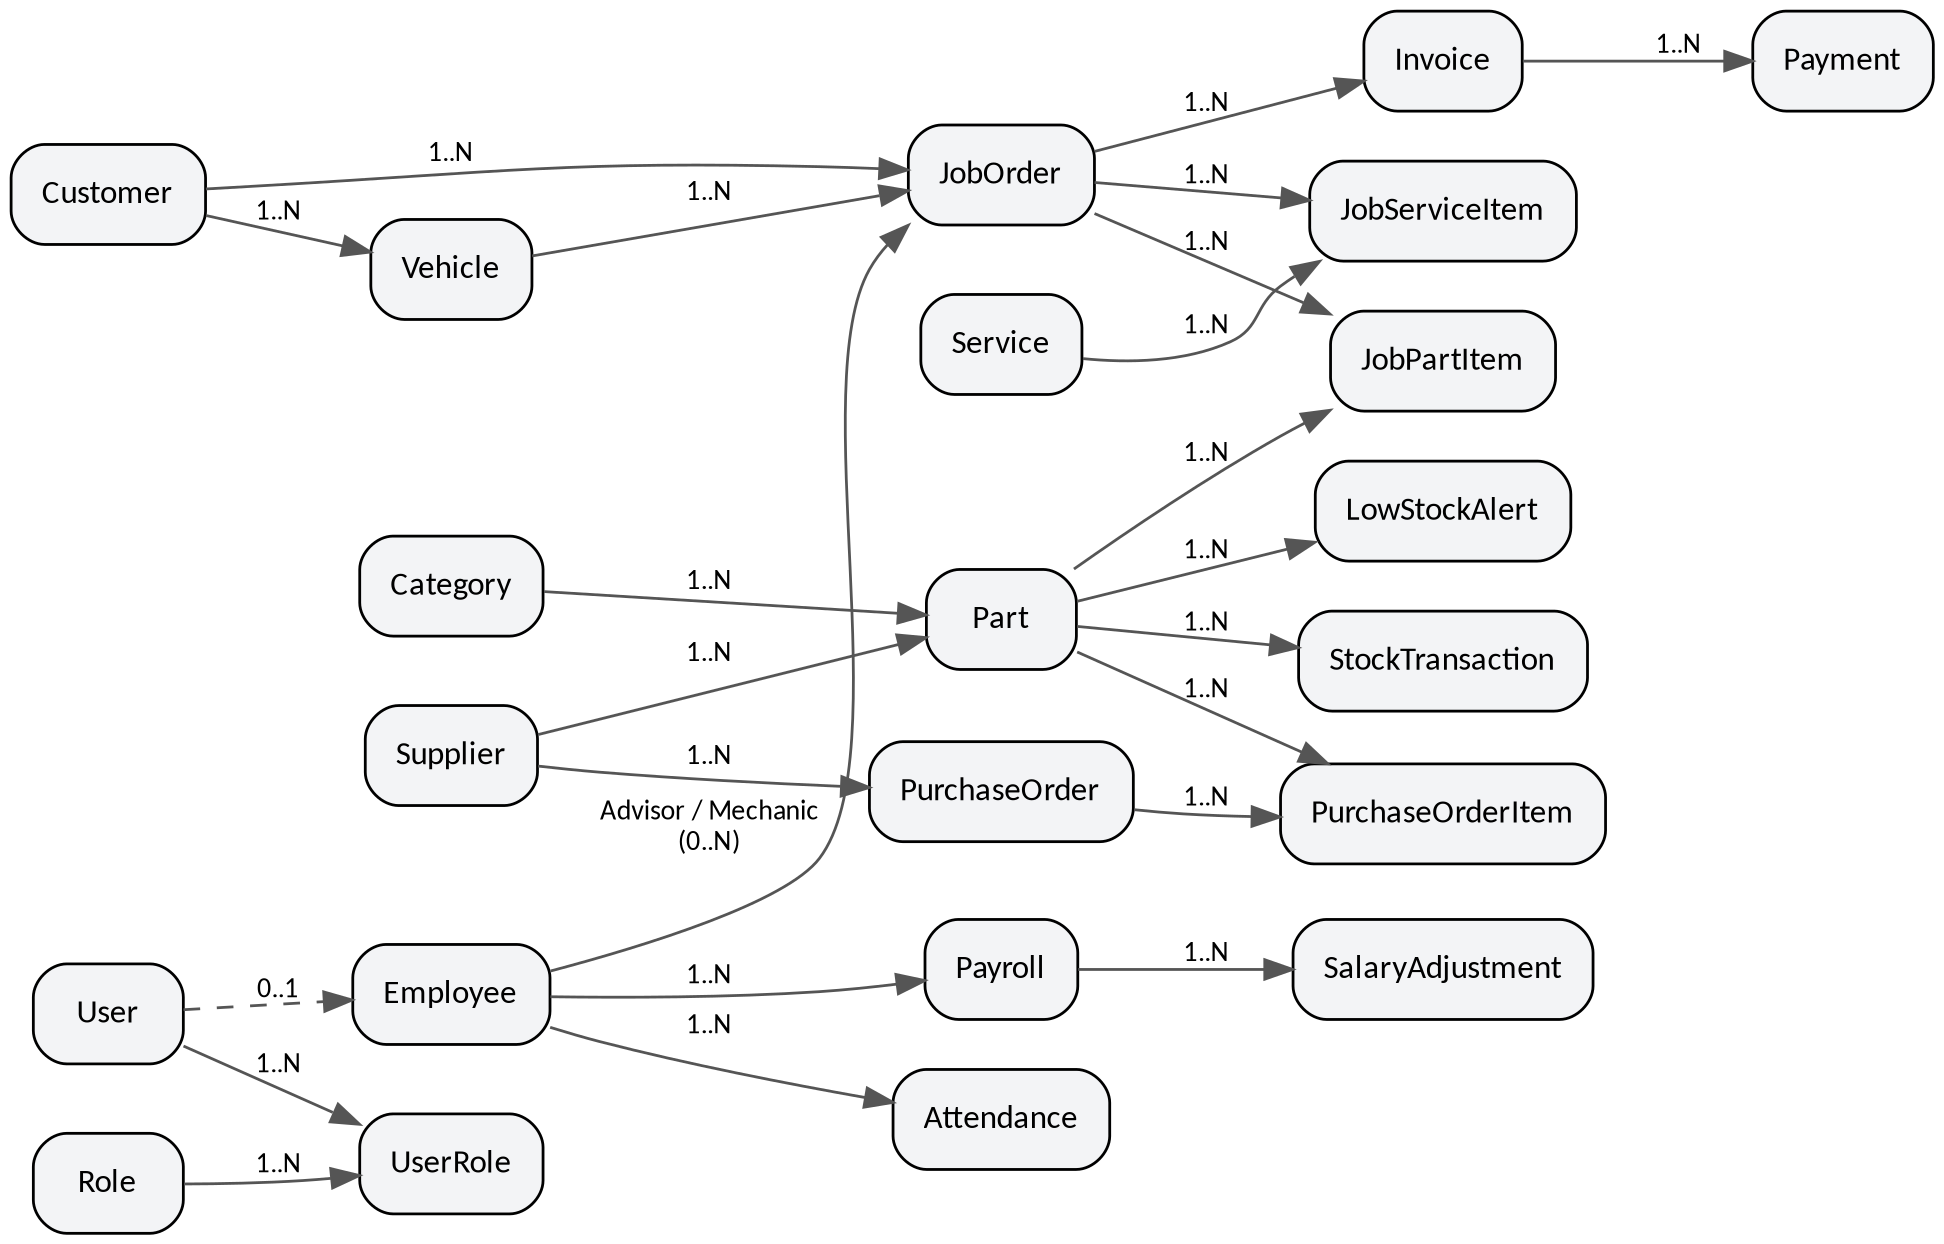 Invoice
1..N
Payment
Customer
1..N
1..N
Vehicle
1..N
JobOrder
1..N
1..N
JobServiceItem
1..N
JobPartItem
Service
1..N
1..N
LowStockAlert
Category
1..N
Part
1..N
1..N
StockTransaction
1..N
Supplier
1..N
1..N
PurchaseOrder
1..N
PurchaseOrderItem
Advisor / Mechanic
(0..N)
User
0..1
Employee
1..N
Payroll
1..N
SalaryAdjustment
1..N
Attendance
1..N
Role
1..N
UserRole